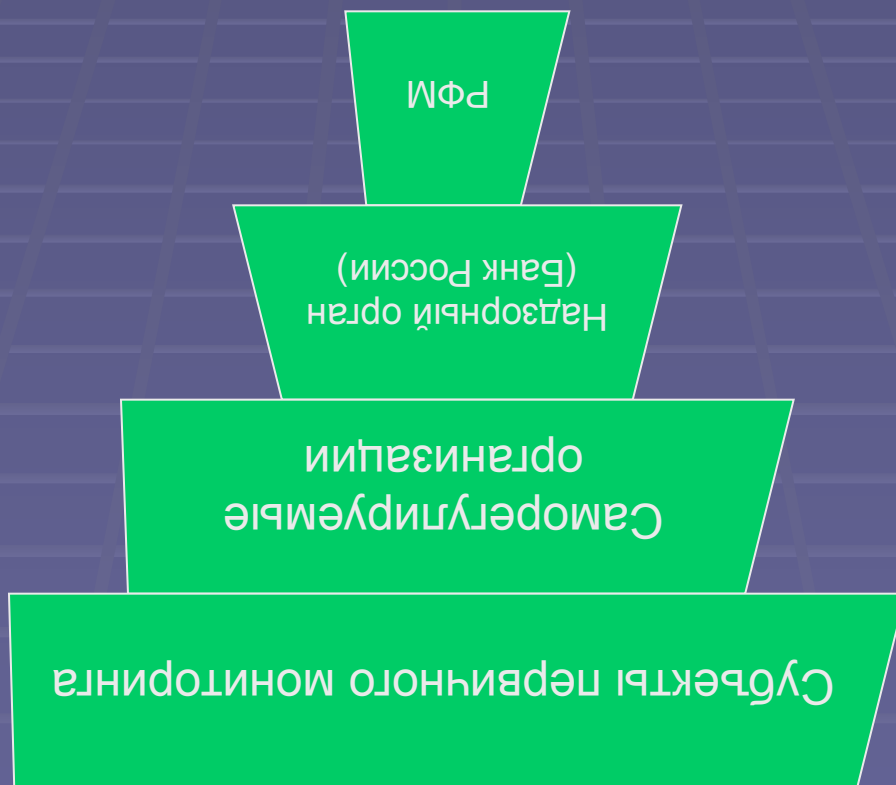 Субъекты первичного мониторинга
Саморегулируемые
организации
Надзорный орган
(Банк России)
РФМ